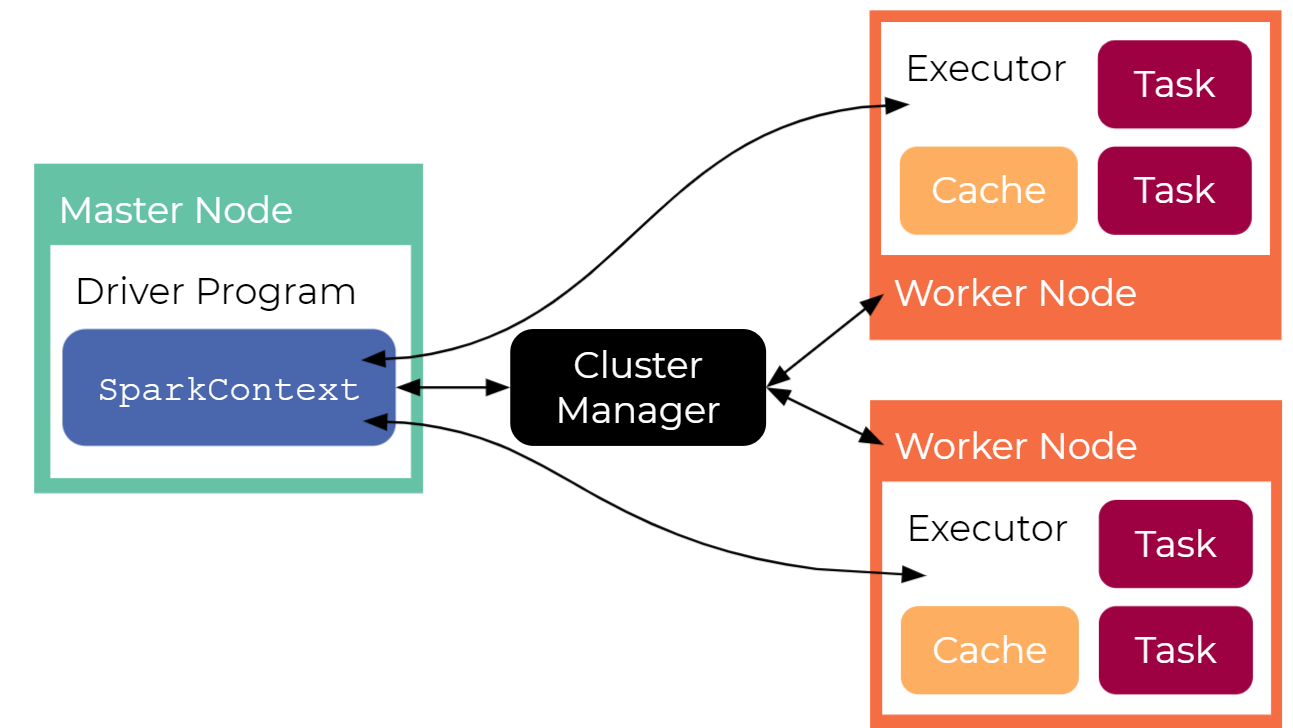 Master Node
Driver Program
SparkContext
Cluster
Manager
Executor
Task
Cache
Task
Worker Node
Worker Node
Executor
Task
Cache
Task